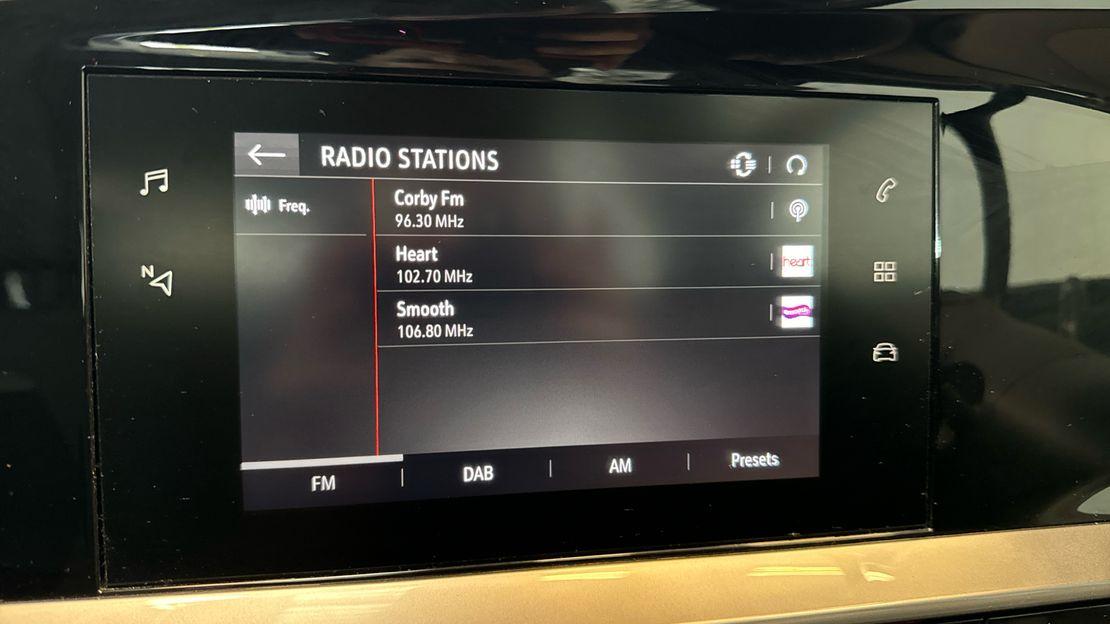 RADIO STATIONS
Freq.
Corby Fm
96.30 MHz
Heart
102.70 MHz
heart
Smooth
106.80 MHz
N
FM
DAB
AM
Presets